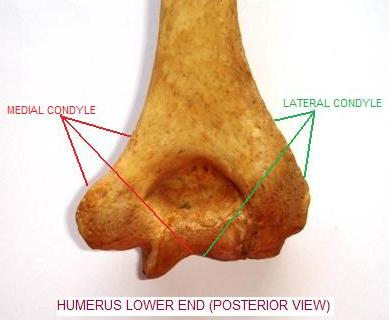 LATERAL CONDYLE
MEDIAL CONDYLE
HUMERUS LOWER END (POSTERIOR VIEW)